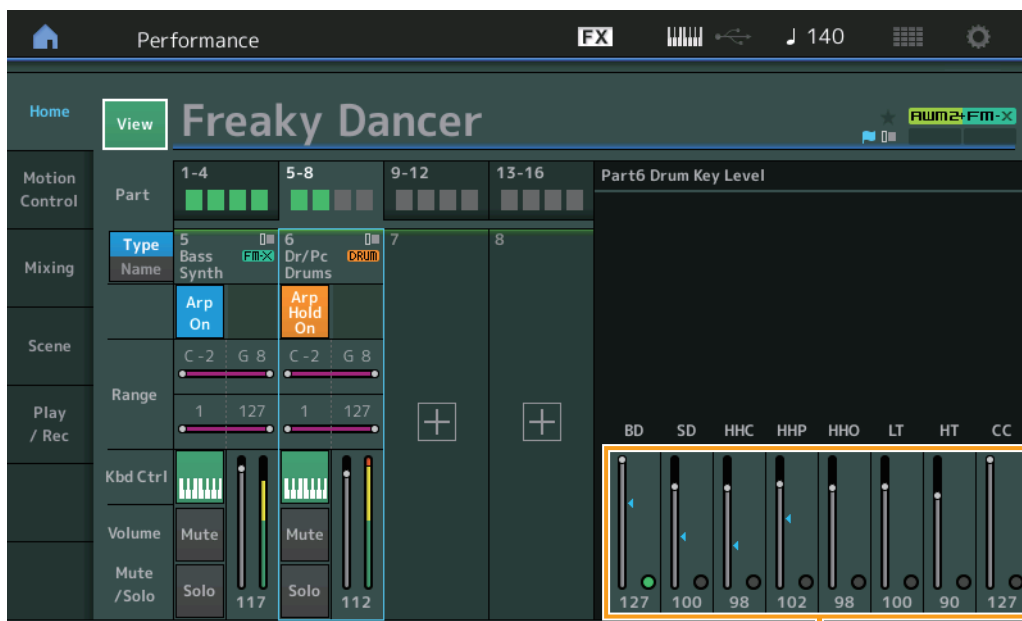 Performance FX 140
Home View Freaky Dancer AWM2+FM-X
Motion Control
Part 1-4 5-8 9-12 13-16 Part6 Drum Key Level
Type Name
5 Bass Synth FM-X
6 Dr/Pc Drums DRUM
7
8
Mixing
Arp On
Arp Hold On
Scene
Range
C -2 G 8 C -2 G 8
1 127 1 127
Play / Rec
BD SD HHC HHP HHO LT HT CC
Kbd Ctrl
Volume Mute Mute
Mute /Solo Solo 117 Solo 112
127 100 98 102 98 100 90 127